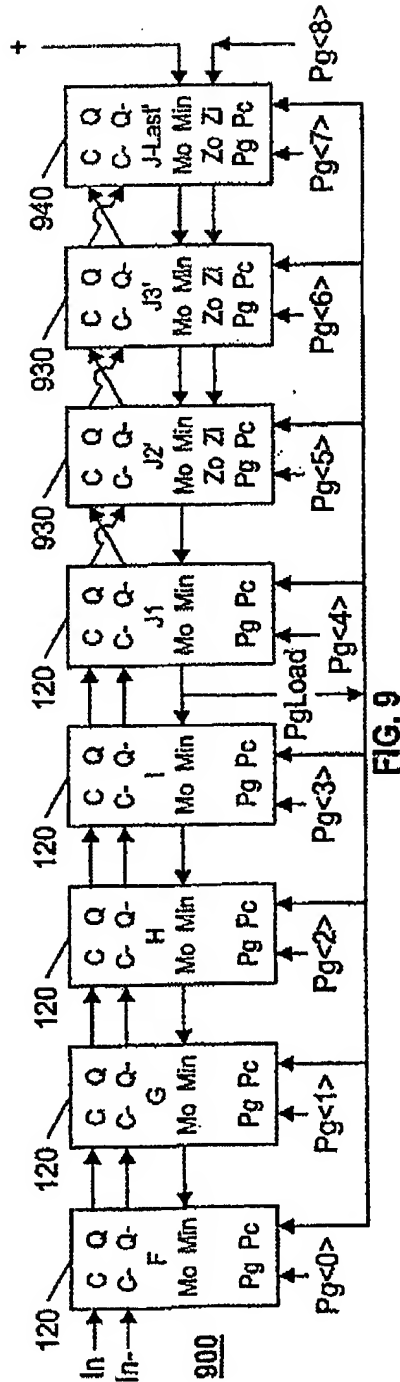 120 120 120 120 120 930 930 940 +
In C Q C Q C Q C Q C Q C Q C Q C Q
In- C- Q- C- Q- C- Q- C- Q- C- Q- C- Q- C- Q- C- Q-
F G H I J1 J2' J3' J-Last'
Mo Min Mo Min Mo Min Mo Min Mo Min Mo Min Mo Min Mo Min
Zo ZI Zo ZI Zo ZI
Pg Pc Pg Pc Pg Pc Pg Pc Pg Pc Pg Pc Pg Pc Pg Pc
900
PgLoad
Pg<0> Pg<1> Pg<2> Pg<3> Pg<4> Pg<5> Pg<6> Pg<7> Pg<8>
FIG. 9